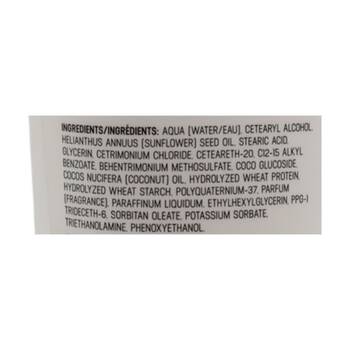 INGREDIENTS/INGRÉDIENTS: AQUA (WATER/EAU), CETEARYL ALCOHOL,
HELIANTHUS ANNUUS (SUNFLOWER) SEED OIL, STEARIC ACID,
GLYCERIN, CETRIMONIUM CHLORIDE, CETEARETH-20, C12-15 ALKYL
BENZOATE, BEHENTRIMONIUM METHOSULFATE, COCO GLUCOSIDE,
COCOS NUCIFERA (COCONUT) OIL, HYDROLYZED WHEAT PROTEIN,
HYDROLYZED WHEAT STARCH, POLYQUATERNIUM-37, PARFUM
(FRAGRANCE), PARAFFINUM LIQUIDUM, ETHYLHEXYLGLYCERIN, PPG-1
TRIDECETH-6, SORBITAN OLEATE, POTASSIUM SORBATE,
TRIETHANOLAMINE, PHENOXYETHANOL.